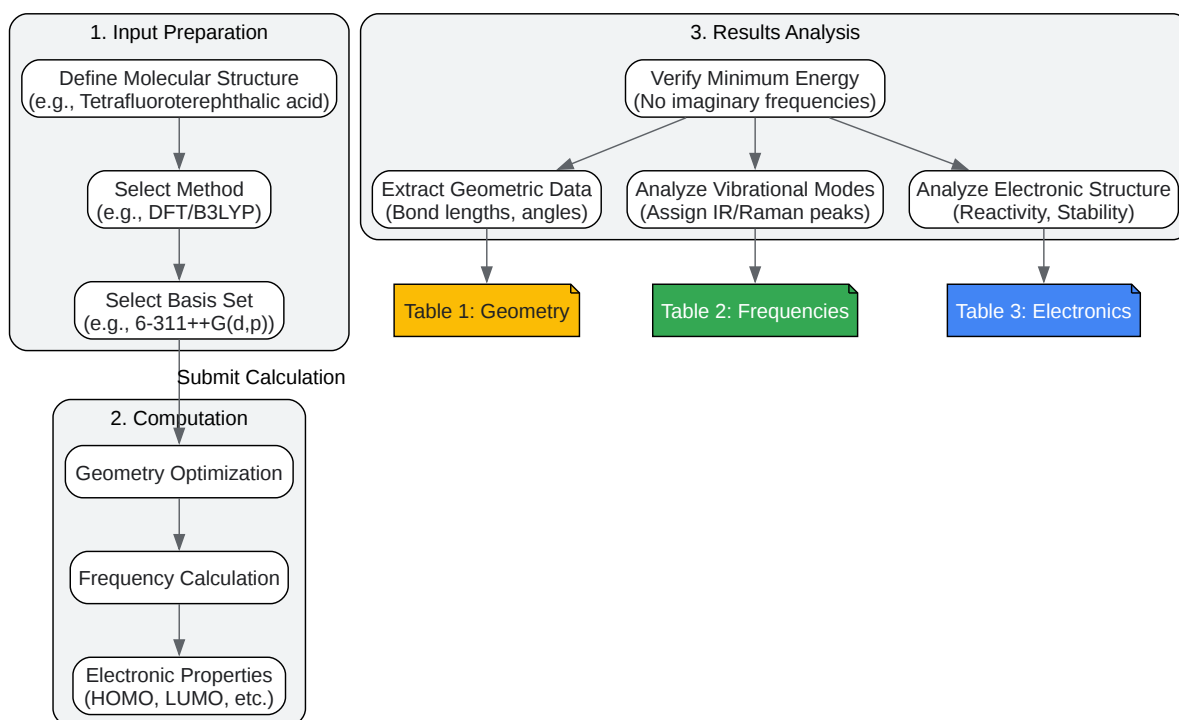 1. Input Preparation
Define Molecular Structure
(e.g., Tetrafluoroterephthalic acid)
Select Method
(e.g., DFT/B3LYP)
Select Basis Set
(e.g., 6-311++G(d,p))
Submit Calculation
2. Computation
Geometry Optimization
Frequency Calculation
Electronic Properties
(HOMO, LUMO, etc.)
3. Results Analysis
Verify Minimum Energy
(No imaginary frequencies)
Extract Geometric Data
(Bond lengths, angles)
Analyze Vibrational Modes
(Assign IR/Raman peaks)
Analyze Electronic Structure
(Reactivity, Stability)
Table 1: Geometry
Table 2: Frequencies
Table 3: Electronics